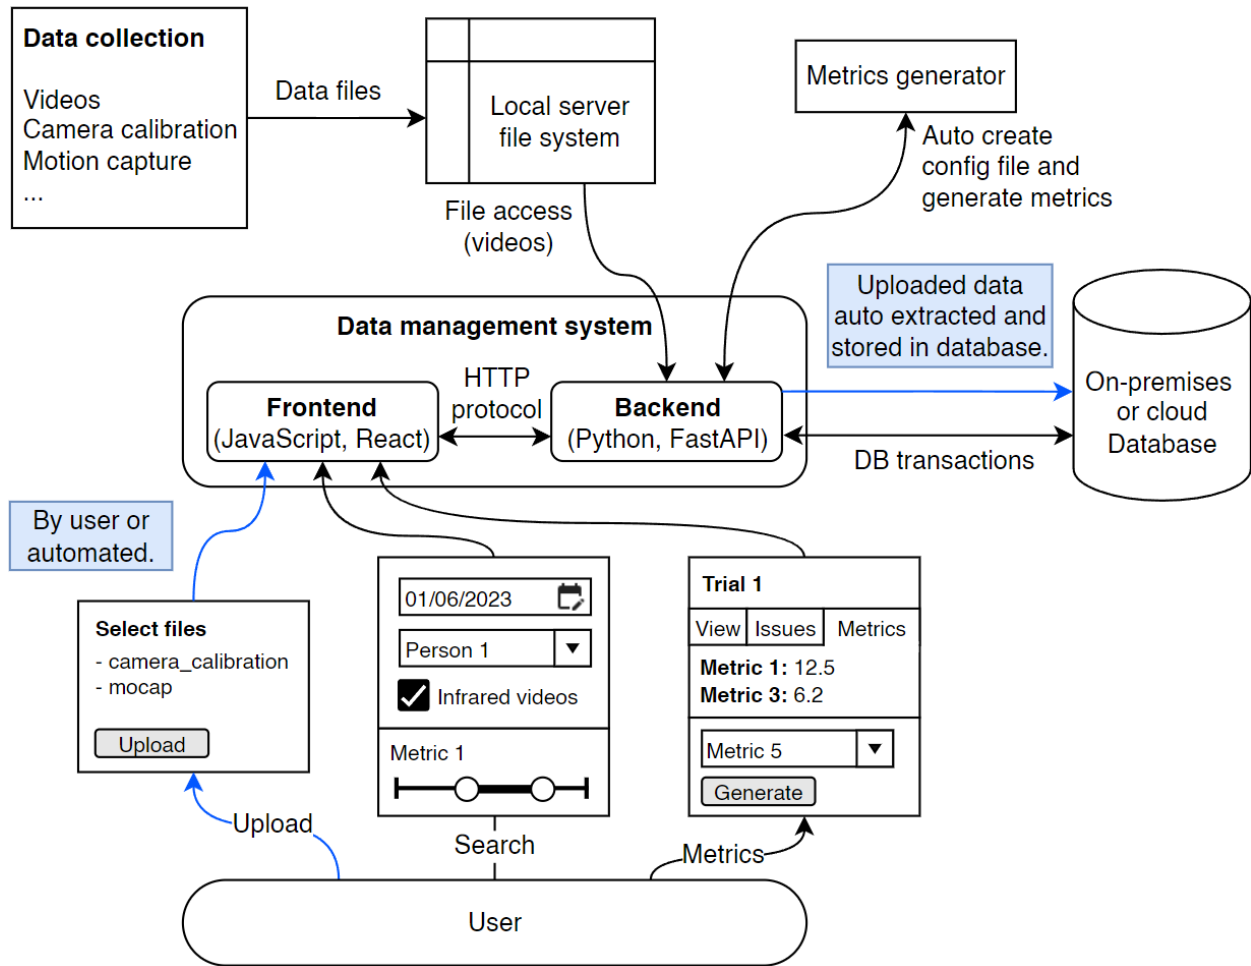 Data collection
Videos
Camera calibration
Motion capture
...
Data files
Local server
file system
Metrics generator
Auto create
config file and
generate metrics
File access
(videos)
Uploaded data
auto extracted and
stored in database.
Data management system
HTTP
protocol
Frontend
(JavaScript, React)
Backend
(Python, FastAPI)
On-premises
or cloud
Database
DB transactions
By user or
automated.
Select files
- camera_calibration
- mocap
Upload
01/06/2023
Person 1
Infrared videos
Metric 1
Trial 1
View Issues Metrics
Metric 1: 12.5
Metric 3: 6.2
Metric 5
Generate
Upload
Search
Metrics
User